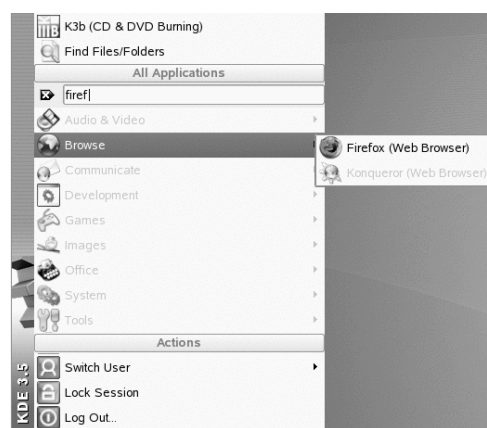 K3b (CD & DVD Burning)
Find Files/Folders
All Applications
firef
Audio & Video
Browse
Firefox (Web Browser)
Konqueror (Web Browser)
Communicate
Development
Games
Images
Office
System
Tools
Actions
Switch User
Lock Session
Log Out...
KDE 3.5